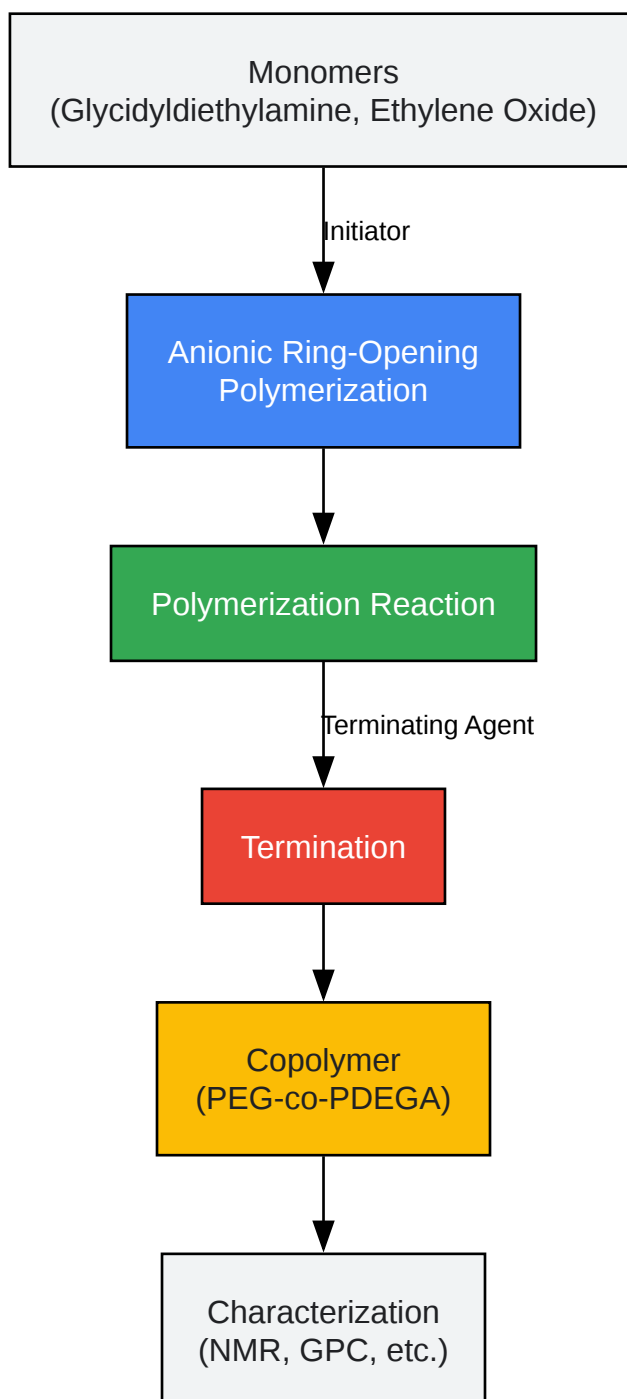 Monomers
(Glycidyldiethylamine, Ethylene Oxide)
Initiator
Anionic Ring-Opening
Polymerization
Polymerization Reaction
Terminating Agent
Termination
Copolymer
(PEG-co-PDEGA)
Characterization
(NMR, GPC, etc.)